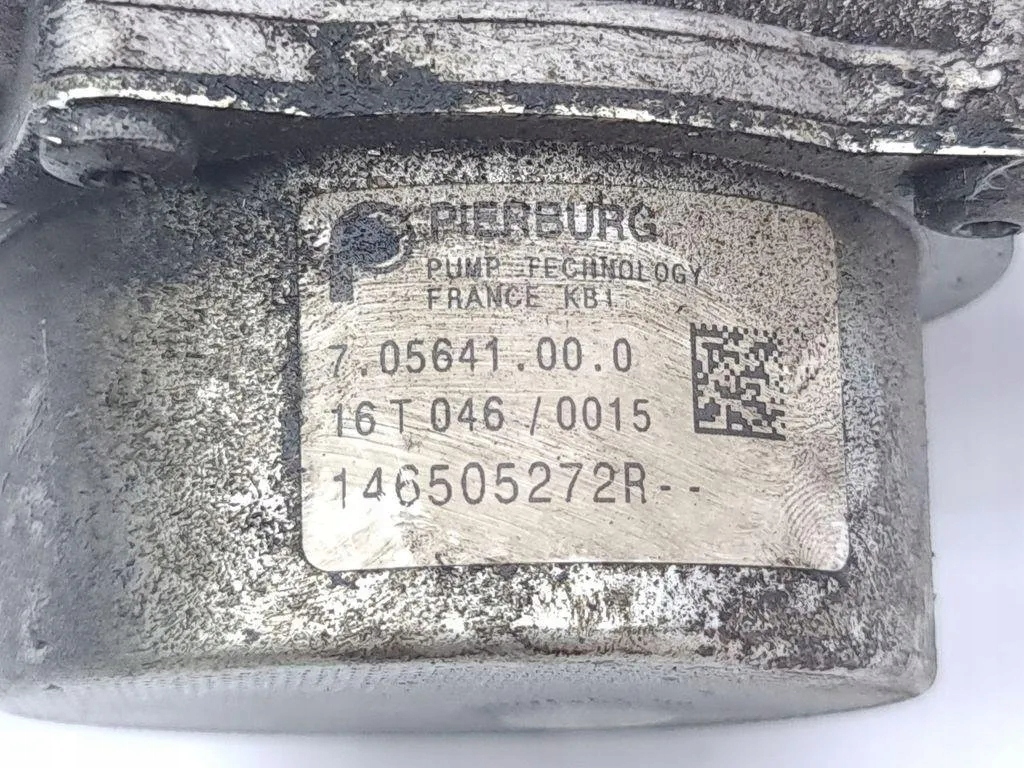 PIERBURG
PUMP TECHNOLOGY
FRANCE KB1
7.05641.00.0
16T046/0015
146505272R--